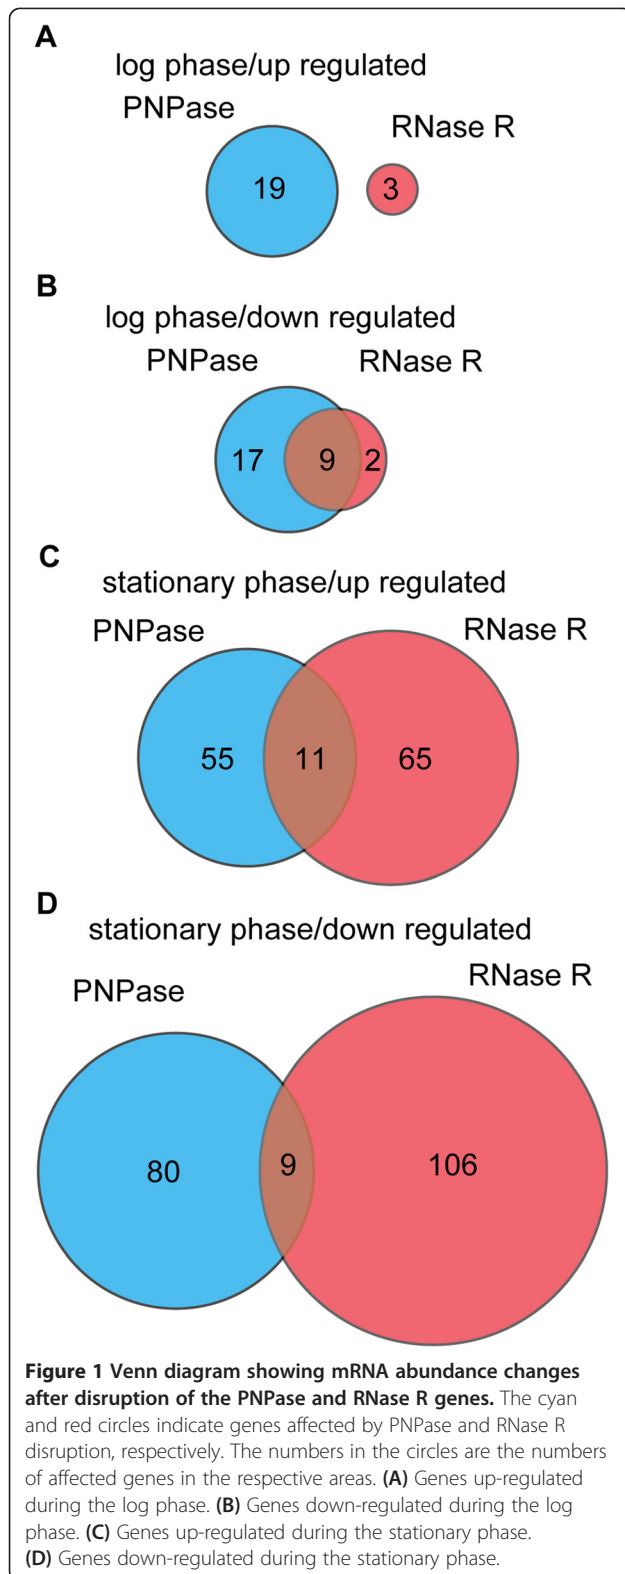 A
log phase/up regulated
PNPase
RNase R
19
3
B
log phase/down regulated
PNPase
RNase R
17
9
2
C
stationary phase/up regulated
PNPase
RNase R
55
11
65
D
stationary phase/down regulated
PNPase
RNase R
80
9
106
Figure 1 Venn diagram showing mRNA abundance changes
after disruption of the PNPase and RNase R genes. The cyan
and red circles indicate genes affected by PNPase and RNase R
disruption, respectively. The numbers in the circles are the numbers
of affected genes in the respective areas. (A) Genes up-regulated
during the log phase. (B) Genes down-regulated during the log
phase. (C) Genes up-regulated during the stationary phase.
(D) Genes down-regulated during the stationary phase.